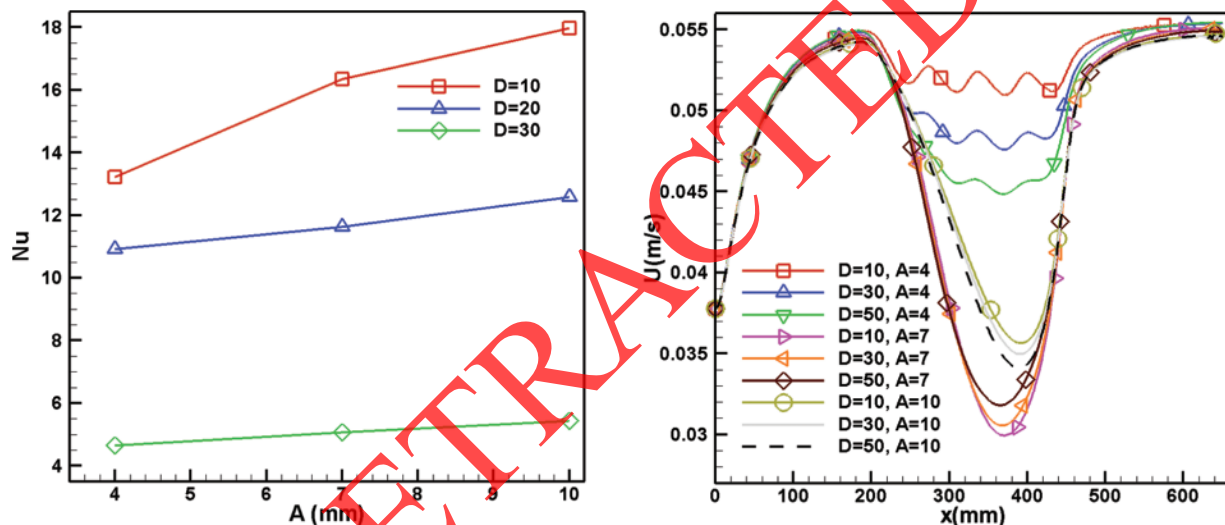 Nu
18
16
14
12
10
8
6
4
4
5
6
7
8
9
10
A (mm)
D=10
D=20
D=30
U(m/s)
0.055
0.05
0.045
0.04
0.035
0.03
0
100
200
300
400
500
600
x(mm)
D=10, A=4
D=30, A=4
D=50, A=4
D=10, A=7
D=30, A=7
D=50, A=7
D=10, A=10
D=30, A=10
D=50, A=10
ETRACTED